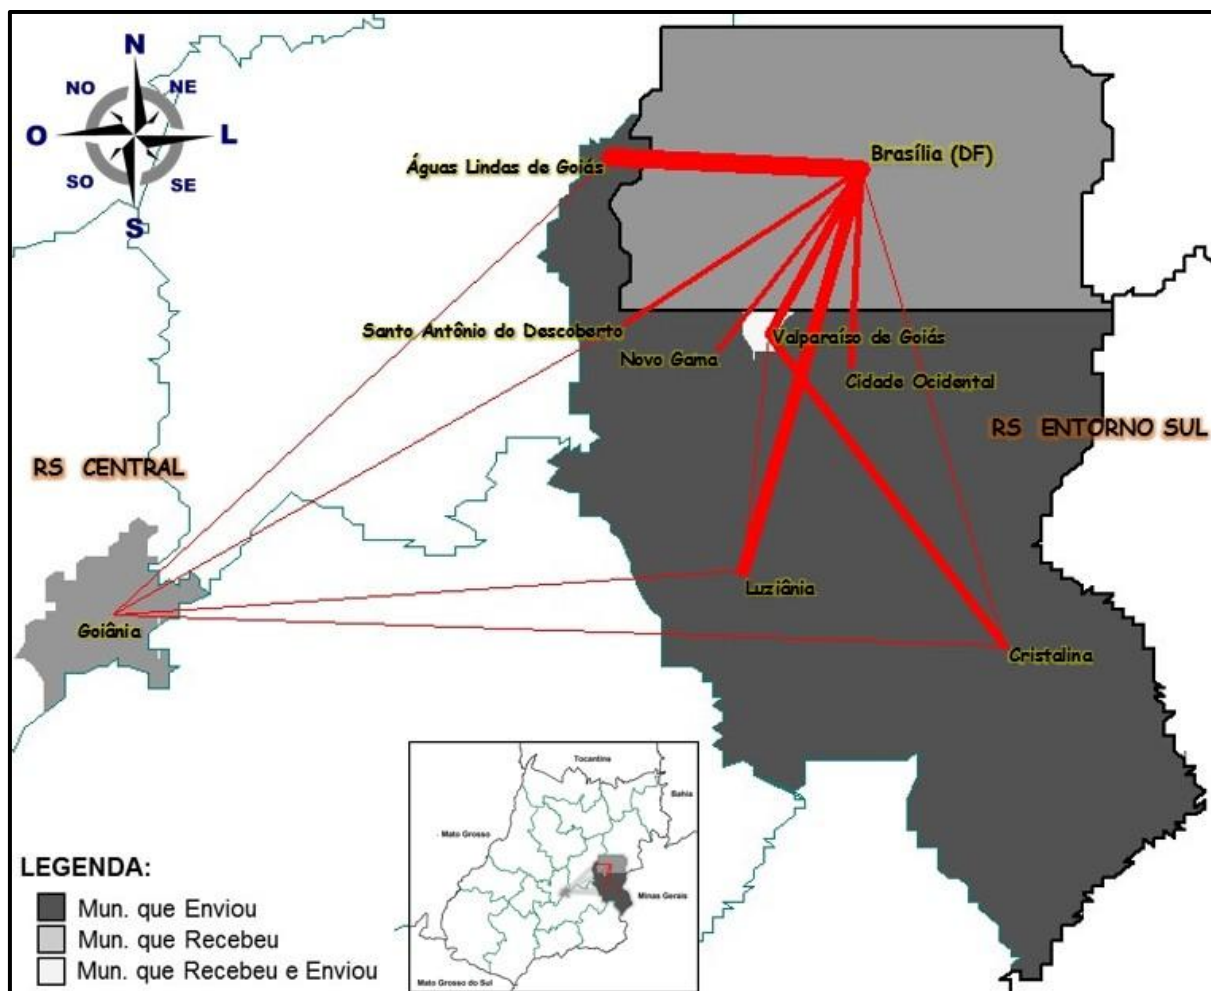 N
NO
NE
O
L
SO
SE
S
Águas Lindas de Goiás
Brasília (DF)
Santo Antônio do Descoberto
Novo Gama
Valparaíso de Goiás
Cidade Ocidental
RS ENTORNO SUL
RS CENTRAL
Luziânia
Goiânia
Cristalina
Tocantins
Bahia
Mato Grosso
Minas Gerais
Mato Grosso do Sul
LEGENDA:
Mun. que Enviou
Mun. que Recebeu
Mun. que Recebeu e Enviou